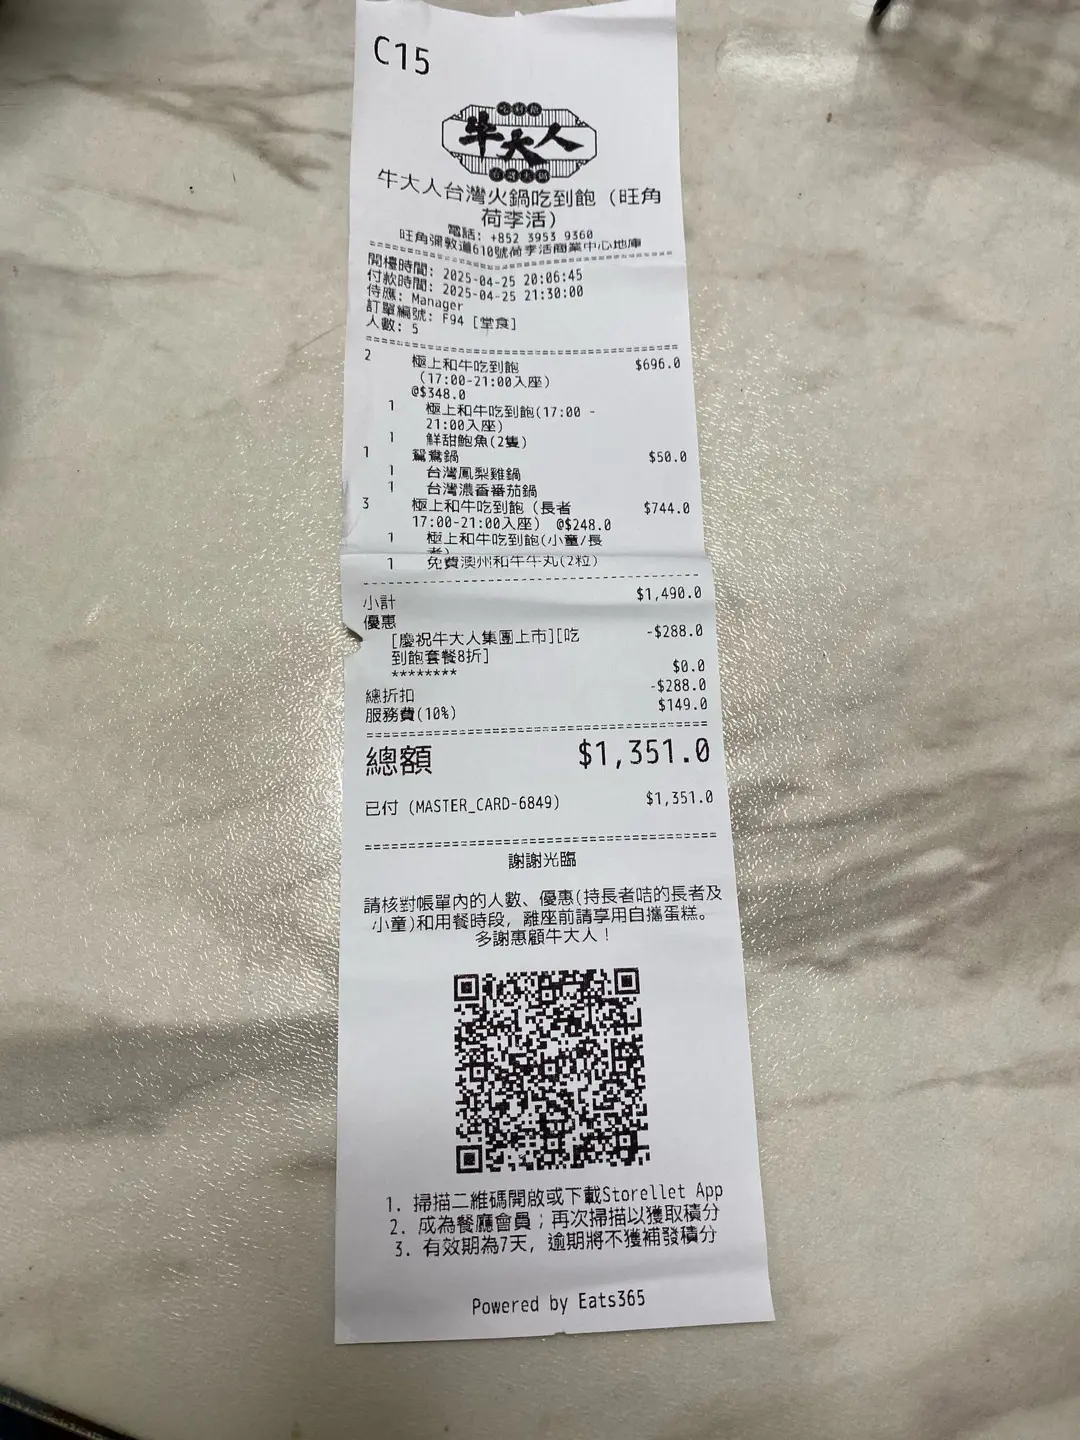 C15
吃到飽
牛大人
台灣火鍋
牛大人台灣火鍋吃到飽 (旺角
荷李活)
電話: +852 3953 9360
旺角彌敦道610號荷李活商業中心地庫
開檯時間: 2025-04-25 20:06:45
付款時間: 2025-04-25 21:30:00
侍應: Manager
訂單編號: F94 [堂食]
人數: 5
2 極上和牛吃到飽 $696.0
(17:00-21:00入座)
@$348.0
1 極上和牛吃到飽(17:00 -
21:00入座)
1 鮮甜鮑魚(2隻)
1 鴛鴦鍋 $50.0
1 台灣鳳梨雞鍋
1 台灣濃香番茄鍋
3 極上和牛吃到飽 (長者 $744.0
17:00-21:00入座) @$248.0
1 極上和牛吃到飽(小童/長
者)
1 免費澳州和牛牛丸(2粒)
小計 $1,490.0
優惠
[慶祝牛大人集團上市][吃 -$288.0
到飽套餐8折]
******** $0.0
總折扣 -$288.0
服務費(10%) $149.0
總額 $1,351.0
已付 (MASTER_CARD-6849) $1,351.0
謝謝光臨
請核對帳單內的人數、優惠(持長者咭的長者及
小童)和用餐時段, 離座前請享用自攜蛋糕。
多謝惠顧牛大人!
1. 掃描二維碼開啟或下載Storellet App
2. 成為餐廳會員;再次掃描以獲取積分
3. 有效期為7天, 逾期將不獲補發積分
Powered by Eats365